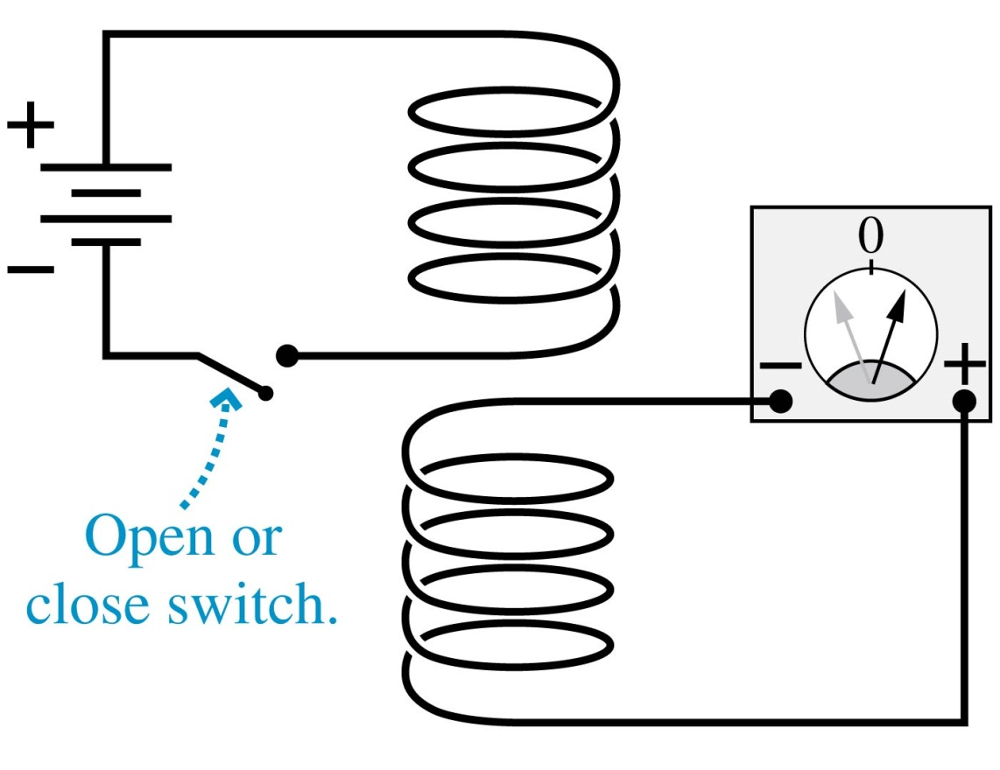 +
−
0
− +
Open or
close switch.